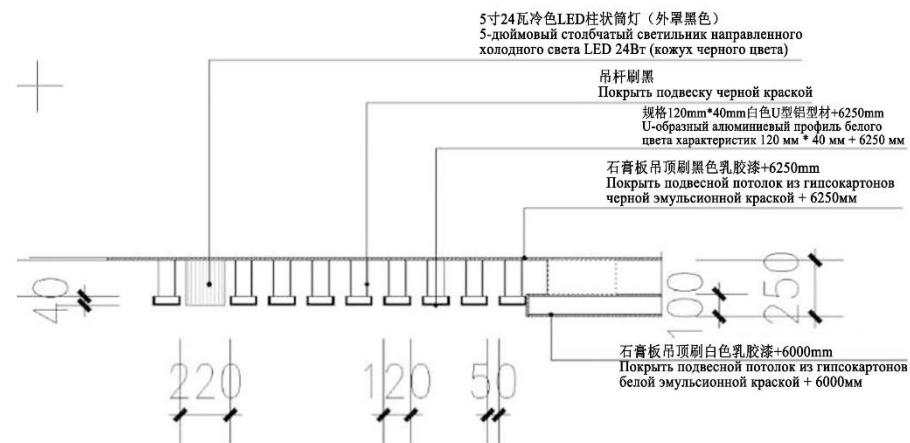 5寸24瓦冷色LED柱状筒灯（外罩黑色）
5-дюймовый столбчатый светильник направленного
холодного света LED 24Вт (кожух черного цвета)
吊杆刷黑
Покрыть подвеску черной краской
规格120mm*40mm白色U型铝型材+6250mm
U-образный алюминиевый профиль белого
цвета характеристик 120 мм * 40 мм + 6250 мм
石膏板吊顶刷黑色乳胶漆+6250mm
Покрыть подвесной потолок из гипсокартонов
черной эмульсионной краской + 6250мм
40
100
250
石膏板吊顶刷白色乳胶漆+6000mm
Покрыть подвесной потолок из гипсокартонов
белой эмульсионной краской + 6000мм
220
120
50